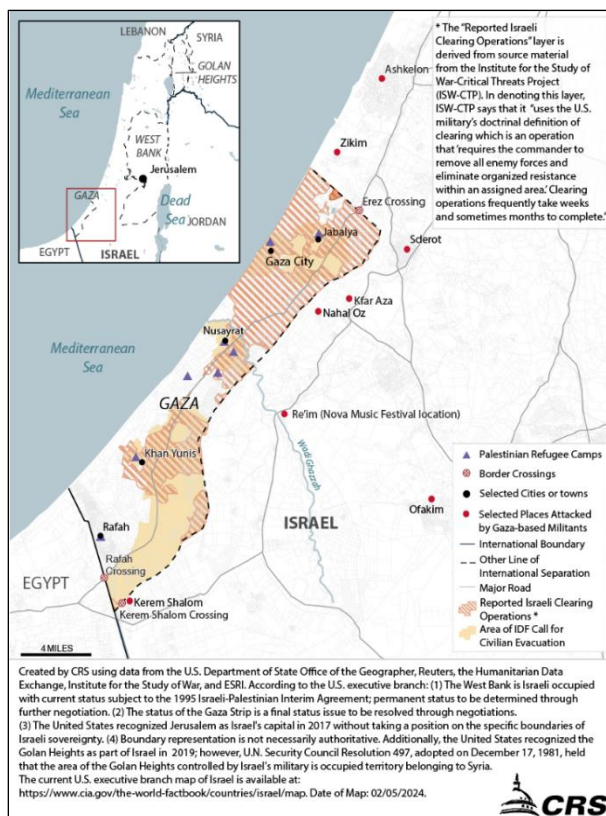 LEBANON
SYRIA
GOLAN
HEIGHTS
Mediterranean
Sea
WEST
BANK
Jerusalem
GAZA
Dead
Sea
JORDAN
EGYPT
ISRAEL
* The "Reported Israeli
Clearing Operations" layer is
derived from source material
from the Institute for the Study of
War-Critical Threats Project
(ISW-CTP). In denoting this layer,
ISW-CTP says that it "uses the U.S.
military's doctrinal definition of
clearing which is an operation
that 'requires the commander to
remove all enemy forces and
eliminate organized resistance
within an assigned area.' Clearing
operations frequently take weeks
and sometimes months to complete."
Ashkelon
Zikim
Erez Crossing
Jabalya
Sderot
Gaza City
Kfar Aza
Nahal Oz
Nusayrat
Mediterranean
Sea
GAZA
Re'im (Nova Music Festival location)
Khan Yunis
Wadi Ghazzah
Ofakim
ISRAEL
Rafah
Rafah
Crossing
EGYPT
Kerem Shalom
Kerem Shalom Crossing
4 MILES
Palestinian Refugee Camps
Border Crossings
Selected Cities or towns
Selected Places Attacked
by Gaza-based Militants
International Boundary
Other Line of
International Separation
Major Road
Reported Israeli Clearing
Operations *
Area of IDF Call for
Civilian Evacuation
Created by CRS using data from the U.S. Department of State Office of the Geographer, Reuters, the Humanitarian Data
Exchange, Institute for the Study of War, and ESRI. According to the U.S. executive branch: (1) The West Bank is Israeli occupied
with current status subject to the 1995 Israeli-Palestinian Interim Agreement; permanent status to be determined through
further negotiation. (2) The status of the Gaza Strip is a final status issue to be resolved through negotiations.
(3) The United States recognized Jerusalem as Israel's capital in 2017 without taking a position on the specific boundaries of
Israeli sovereignty. (4) Boundary representation is not necessarily authoritative. Additionally, the United States recognized the
Golan Heights as part of Israel in 2019; however, U.N. Security Council Resolution 497, adopted on December 17, 1981, held
that the area of the Golan Heights controlled by Israel's military is occupied territory belonging to Syria.
The current U.S. executive branch map of Israel is available at:
https://www.cia.gov/the-world-factbook/countries/israel/map. Date of Map: 02/05/2024.
CRS